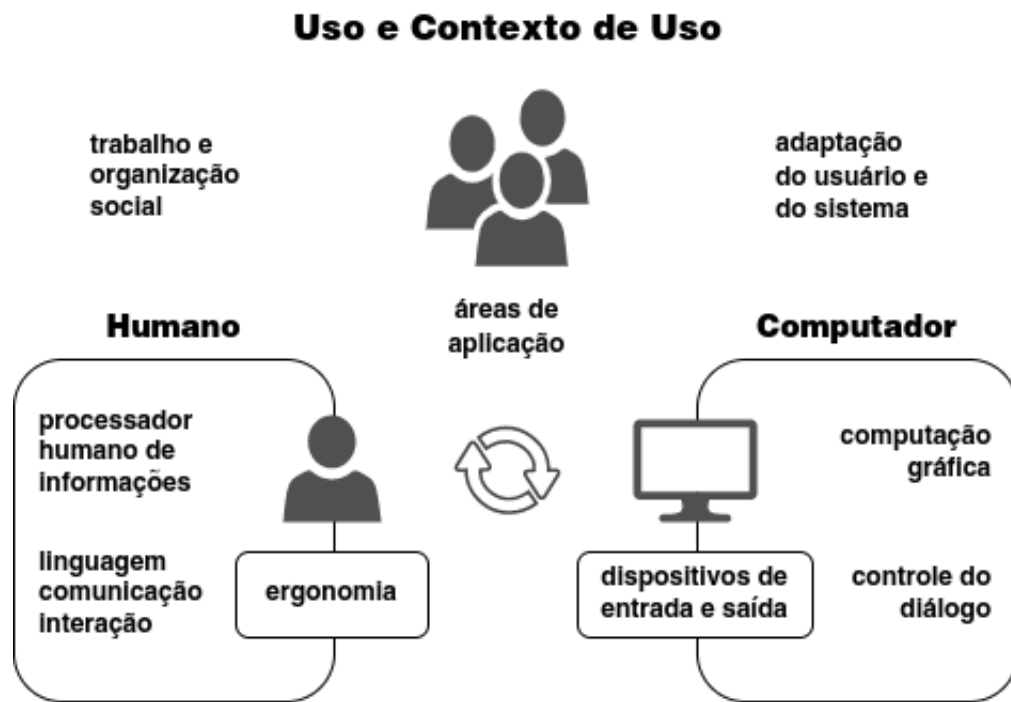 Uso e Contexto de Uso
trabalho e
organização
social
adaptação
do usuário e
do sistema
áreas de
aplicação
Humano
processador
humano de
informações
linguagem
comunicação
interação
ergonomia
Computador
computação
gráfica
dispositivos de
entrada e saída
controle do
diálogo